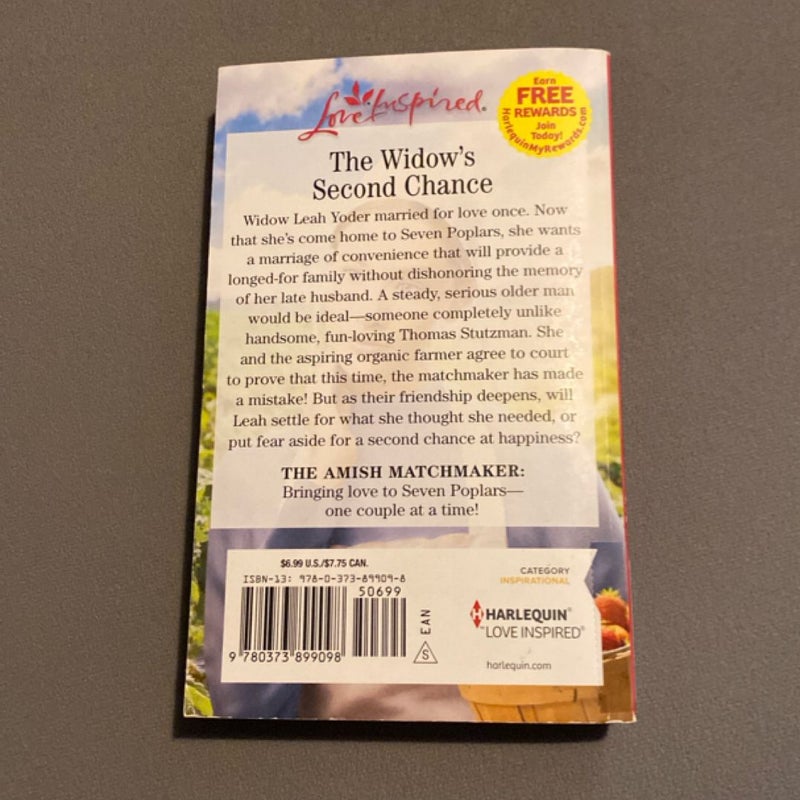 Love Inspired®
Earn
FREE
REWARDS
Join
Today!
HarlequinMyRewards.com
The Widow's
Second Chance
Widow Leah Yoder married for love once. Now
that she's come home to Seven Poplars, she wants
a marriage of convenience that will provide a
longed-for family without dishonoring the memory
of her late husband. A steady, serious older man
would be ideal—someone completely unlike
handsome, fun-loving Thomas Stutzman. She
and the aspiring organic farmer agree to court
to prove that this time, the matchmaker has made
a mistake! But as their friendship deepens, will
Leah settle for what she thought she needed, or
put fear aside for a second chance at happiness?
THE AMISH MATCHMAKER:
Bringing love to Seven Poplars—
one couple at a time!
$6.99 U.S./$7.75 CAN.
ISBN-13: 978-0-373-89909-8
50699
9 780373 899098
EAN
S
CATEGORY
INSPIRATIONAL
HARLEQUIN®
LOVE INSPIRED®
harlequin.com